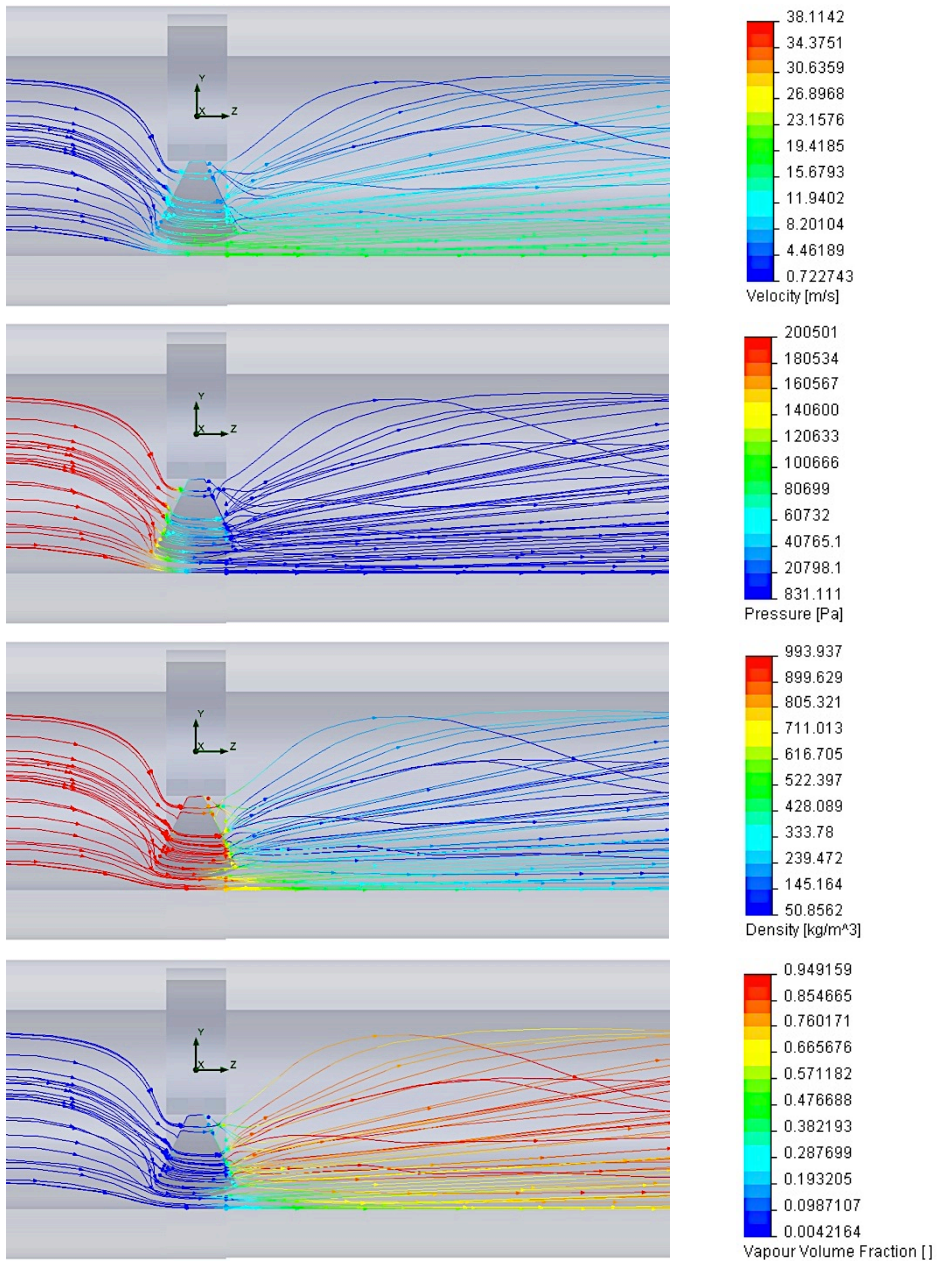 38.1142
34.3751
30.6359
26.8968
23.1576
19.4185
15.6793
11.9402
8.20104
4.46189
0.722743
Velocity [m/s]
Y
X
Z
200501
180534
160567
140600
120633
100666
80699
60732
40765.1
20798.1
831.111
Pressure [Pa]
Y
X
Z
993.937
899.629
805.321
711.013
616.705
522.397
428.089
333.78
239.472
145.164
50.8562
Density [kg/m^3]
Y
X
Z
0.949159
0.854665
0.760171
0.665676
0.571182
0.476688
0.382193
0.287699
0.193205
0.0987107
0.0042164
Vapour Volume Fraction [ ]
Y
X
Z